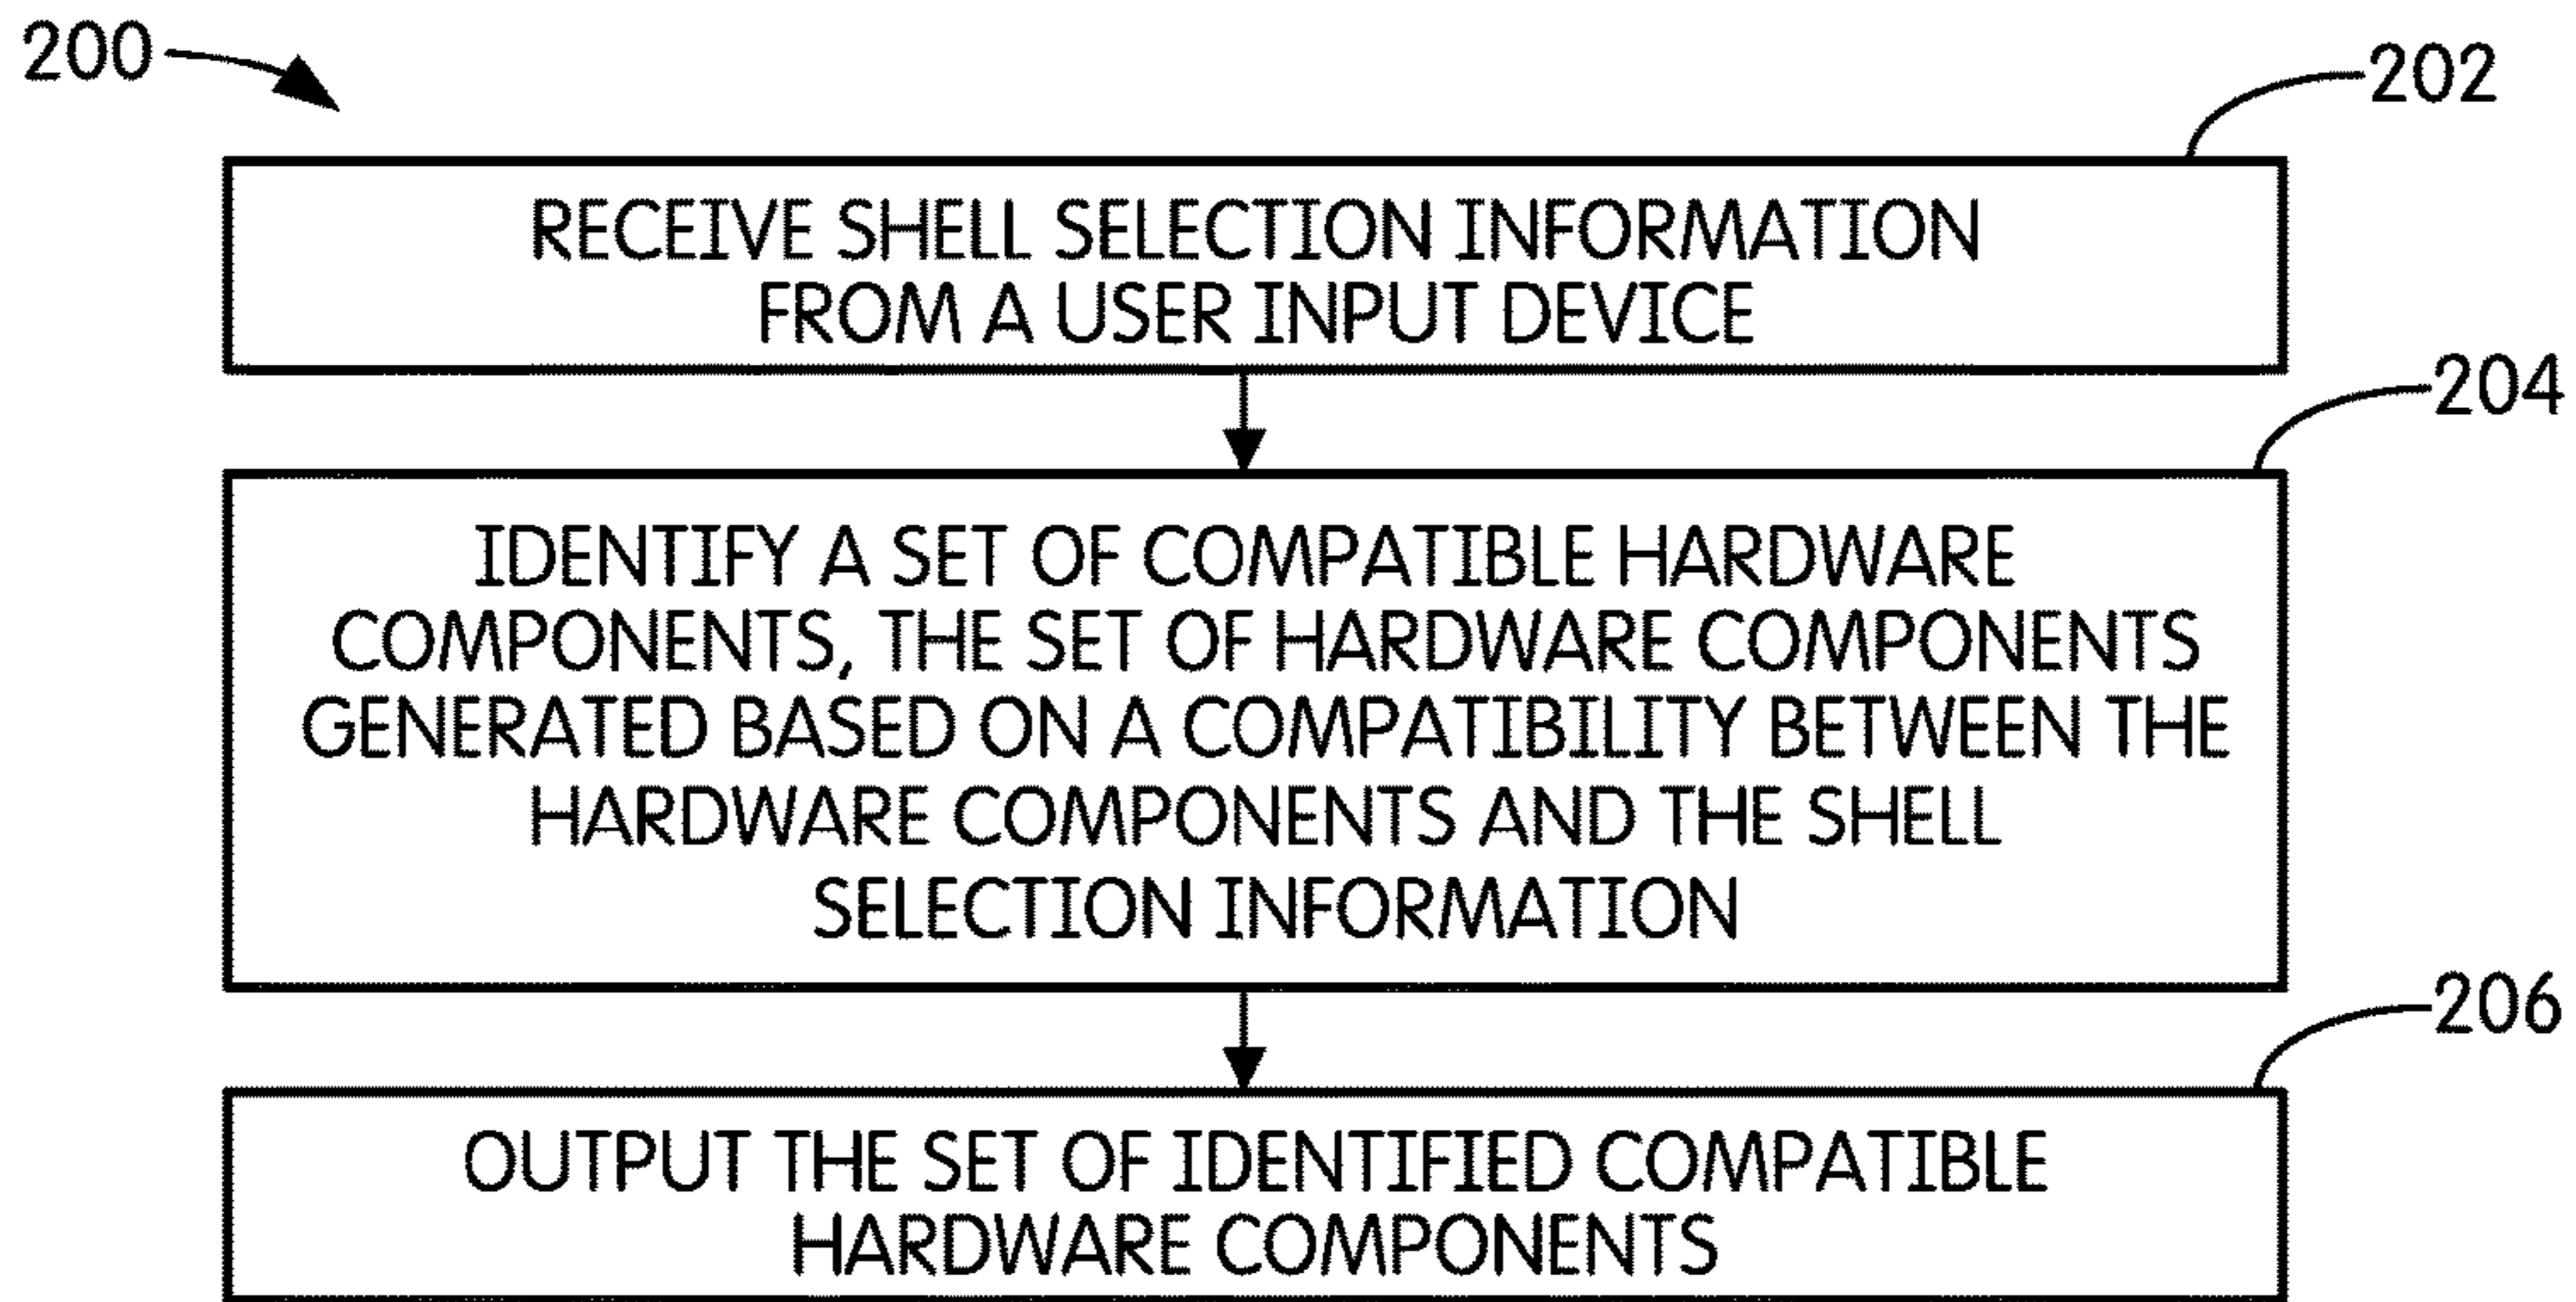 200
202
RECEIVE SHELL SELECTION INFORMATION
FROM A USER INPUT DEVICE
204
IDENTIFY A SET OF COMPATIBLE HARDWARE
COMPONENTS, THE SET OF HARDWARE COMPONENTS
GENERATED BASED ON A COMPATIBILITY BETWEEN THE
HARDWARE COMPONENTS AND THE SHELL
SELECTION INFORMATION
206
OUTPUT THE SET OF IDENTIFIED COMPATIBLE
HARDWARE COMPONENTS